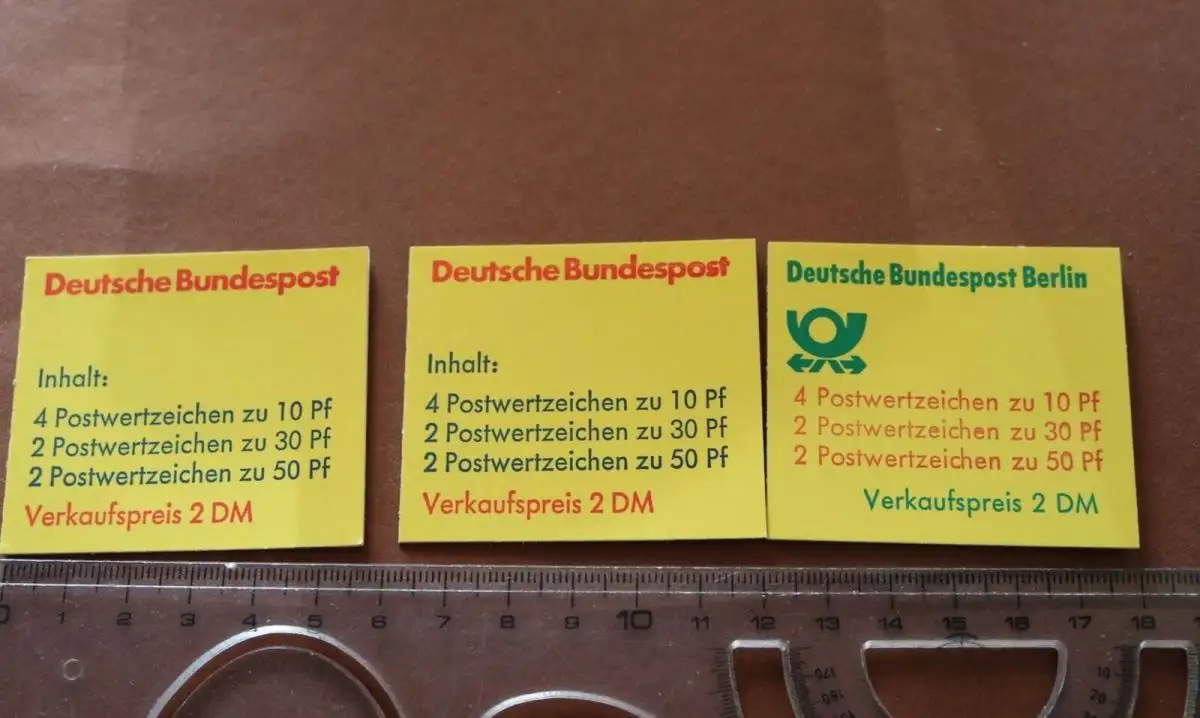 Deutsche Bundespost
Inhalt:
4 Postwertzeichen zu 10 Pf
2 Postwertzeichen zu 30 Pf
2 Postwertzeichen zu 50 Pf
Verkaufspreis 2 DM
Deutsche Bundespost
Inhalt:
4 Postwertzeichen zu 10 Pf
2 Postwertzeichen zu 30 Pf
2 Postwertzeichen zu 50 Pf
Verkaufspreis 2 DM
Deutsche Bundespost Berlin
4 Postwertzeichen zu 10 Pf
2 Postwertzeichen zu 30 Pf
2 Postwertzeichen zu 50 Pf
Verkaufspreis 2 DM
0 1 2 3 4 5 6 7 8 9 10 11 12 13 14 15 16 17 18
170 10
160 20